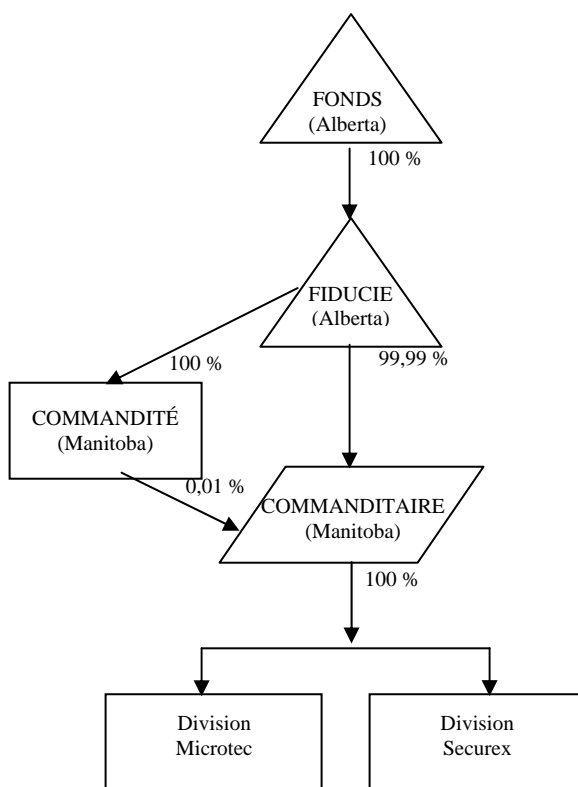 FONDS
(Alberta)
100 %
FIDUCIE
(Alberta)
100 %
99,99 %
COMMANDITÉ
(Manitoba)
0,01 %
COMMANDITAIRE
(Manitoba)
100 %
Division
Microtec
Division
Securex